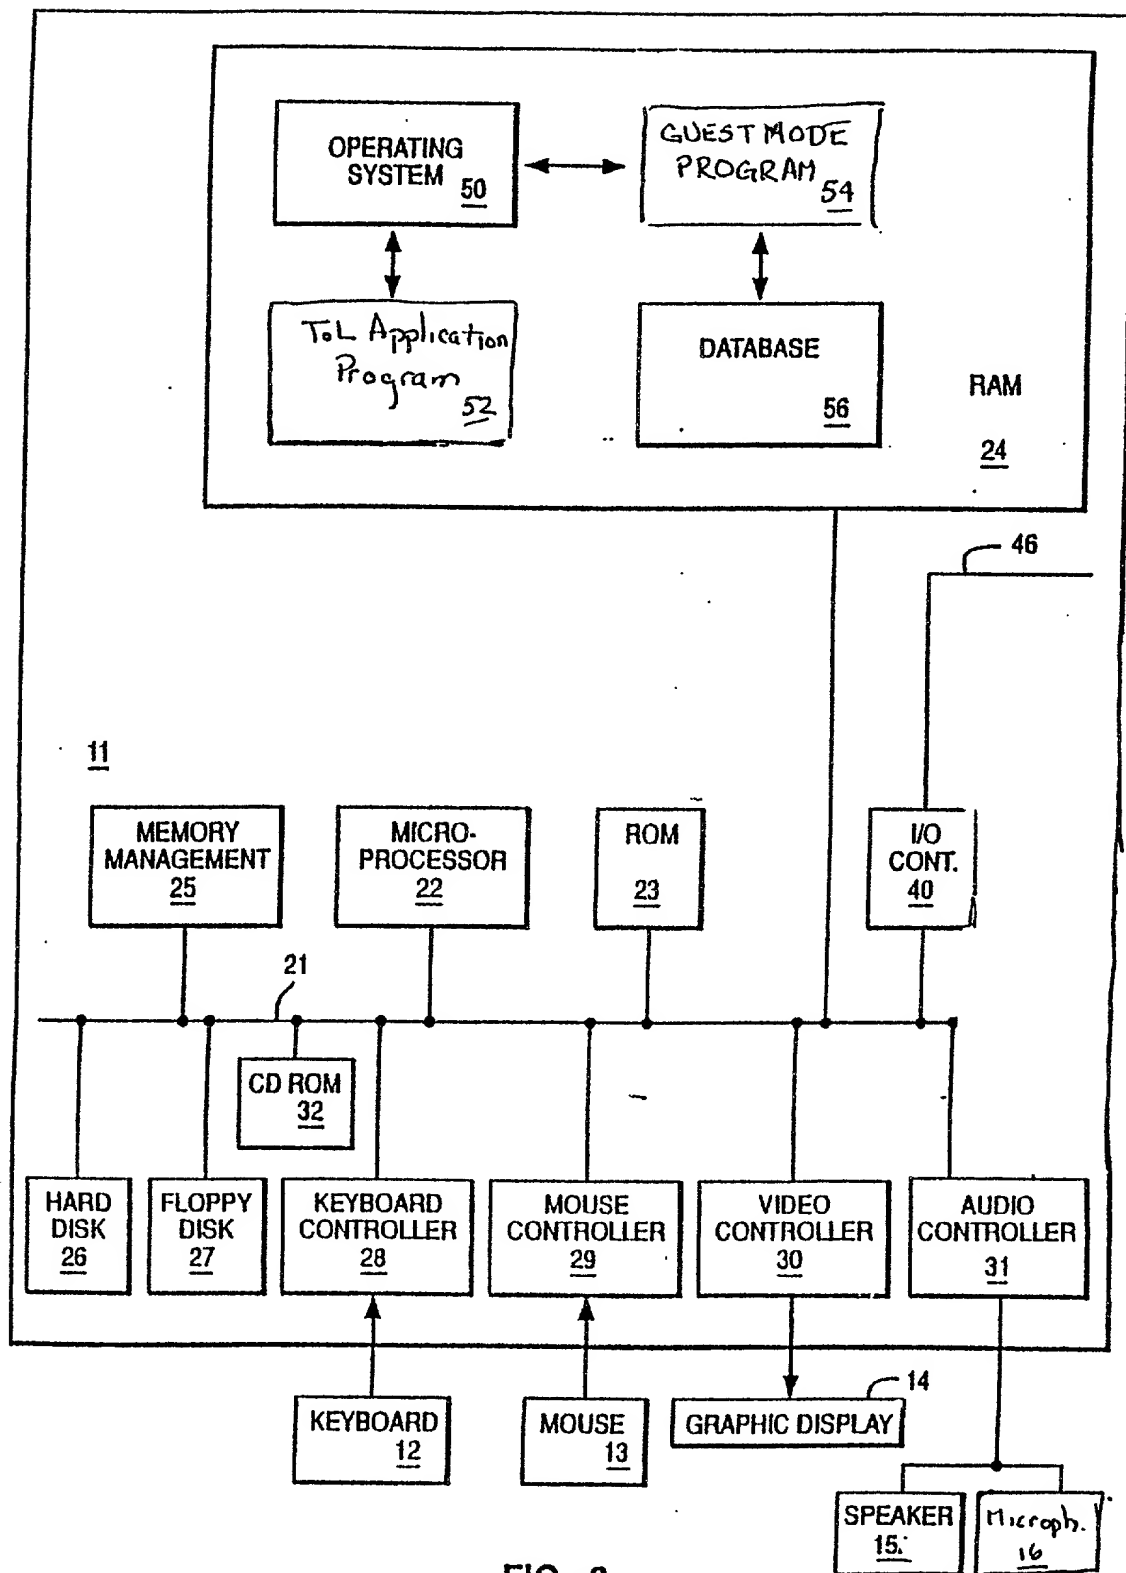 OPERATING
SYSTEM
50
GUEST MODE
PROGRAM
54
ToL Application
Program
52
DATABASE
56
RAM
24
46
11
MEMORY
MANAGEMENT
25
MICRO-
PROCESSOR
22
ROM
23
I/O
CONT.
40
21
CD ROM
32
HARD
DISK
26
FLOPPY
DISK
27
KEYBOARD
CONTROLLER
28
MOUSE
CONTROLLER
29
VIDEO
CONTROLLER
30
AUDIO
CONTROLLER
31
KEYBOARD
12
MOUSE
13
14
GRAPHIC DISPLAY
SPEAKER
15
Microph.
16
FIG.